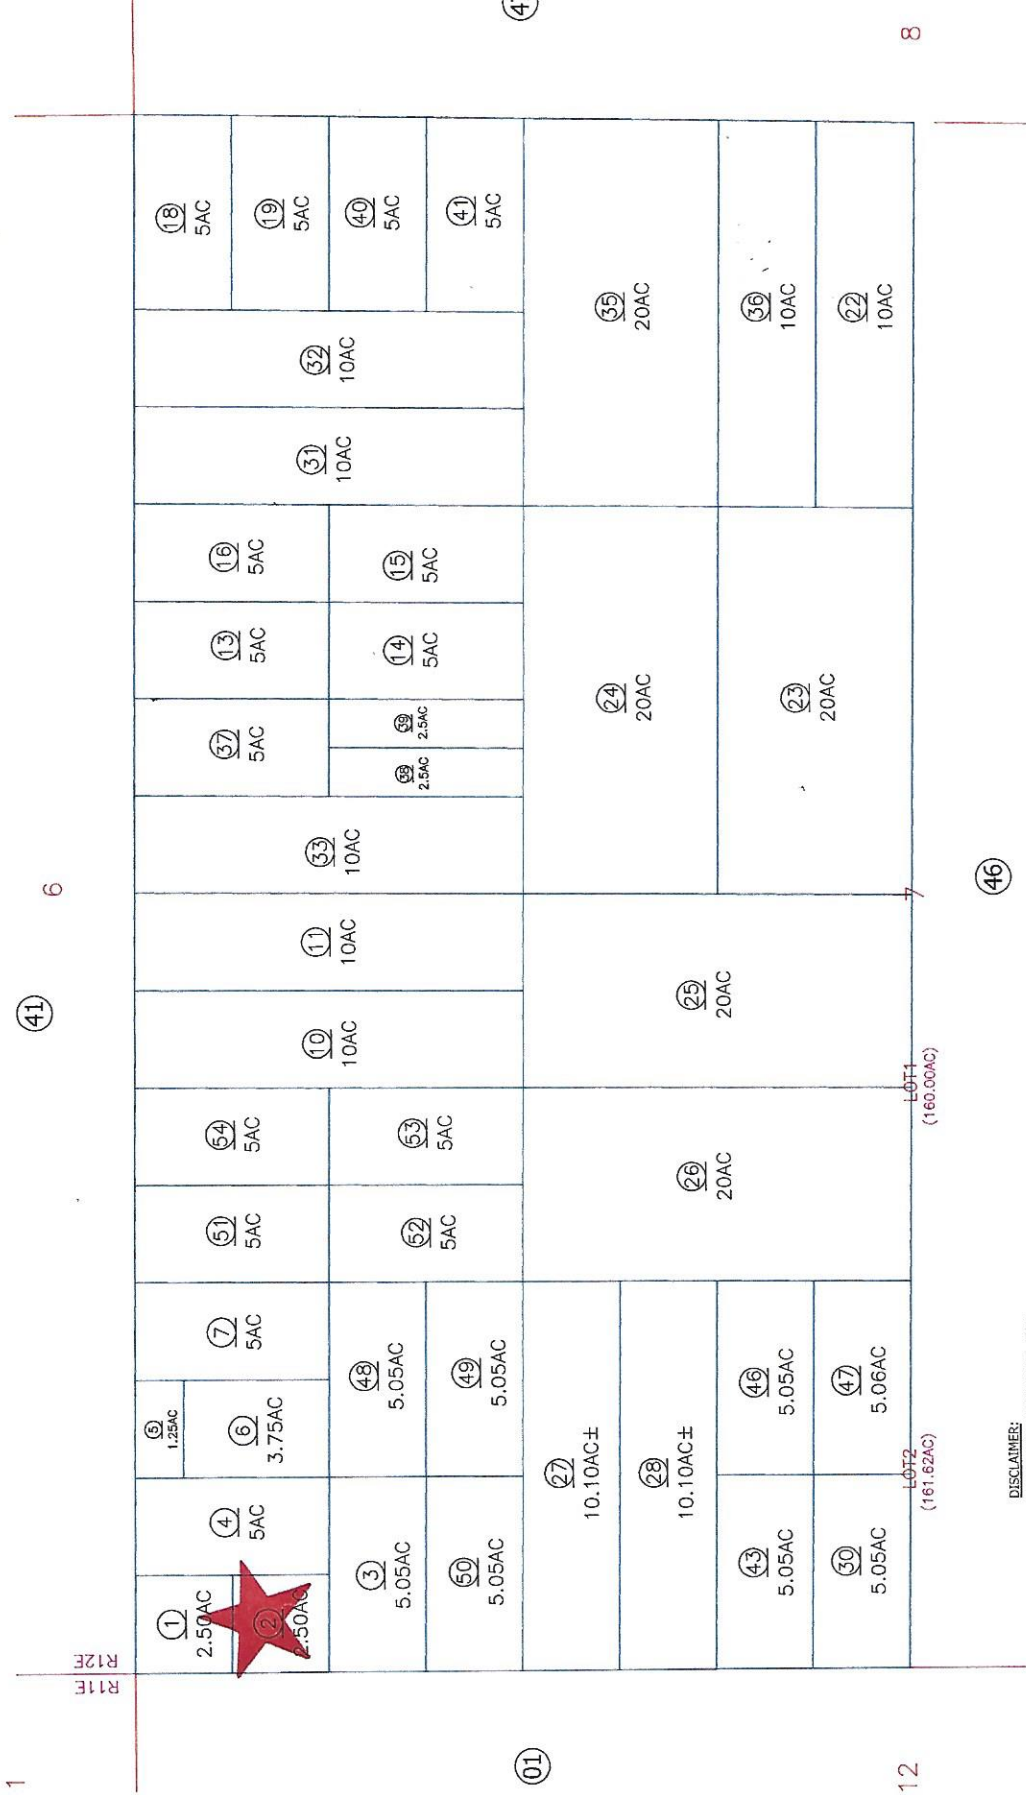 1
41
6
R11E
R12E
1
2.50AC
2
2.50AC
4
5AC
5
1.25AC
6
3.75AC
7
5AC
51
5AC
54
5AC
10
10AC
11
10AC
33
10AC
37
5AC
13
5AC
16
5AC
31
10AC
32
10AC
18
5AC
19
5AC
3
5.05AC
50
5.05AC
48
5.05AC
49
5.05AC
52
5AC
53
5AC
38
2.5AC
39
2.5AC
14
5AC
15
5AC
40
5AC
41
5AC
01
27
10.10AC±
28
10.10AC±
26
20AC
25
20AC
24
20AC
35
20AC
43
5.05AC
46
5.05AC
23
20AC
36
10AC
30
5.05AC
47
5.06AC
22
10AC
12
LOT2
(161.62AC)
LOT1
(160.00AC)
7
8
46
DISCLAIMER: